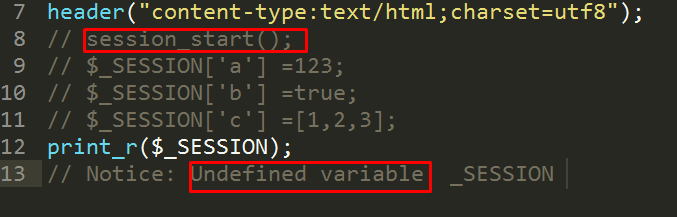 7 header("content-type:text/html;charset=utf8");
8 // session_start();
9 // $_SESSION['a'] =123;
10 // $_SESSION['b'] =true;
11 // $_SESSION['c'] =[1,2,3];
12 print_r($_SESSION);
13 // Notice: Undefined variable  _SESSION